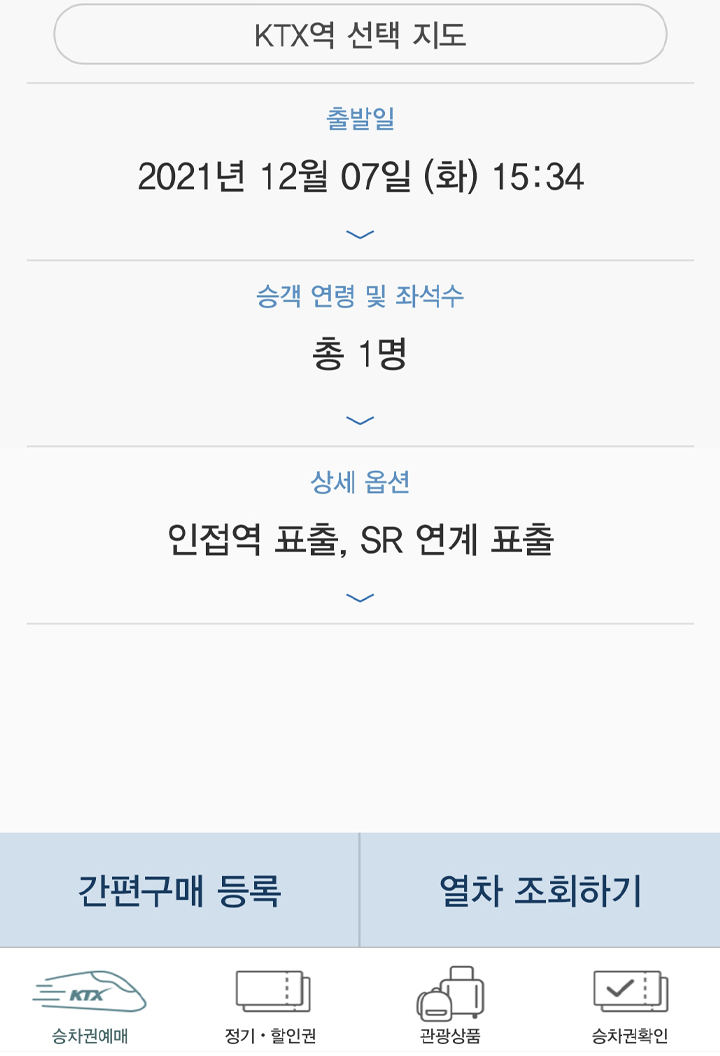 KTX역 선택 지도
출발일
2021년 12월 07일 (화) 15:34
승객 연령 및 좌석수
총 1명
상세 옵션
인접역 표출, SR 연계 표출
간편구매 등록
열차 조회하기
KTX
승차권예매
정기·할인권
관광상품
승차권확인